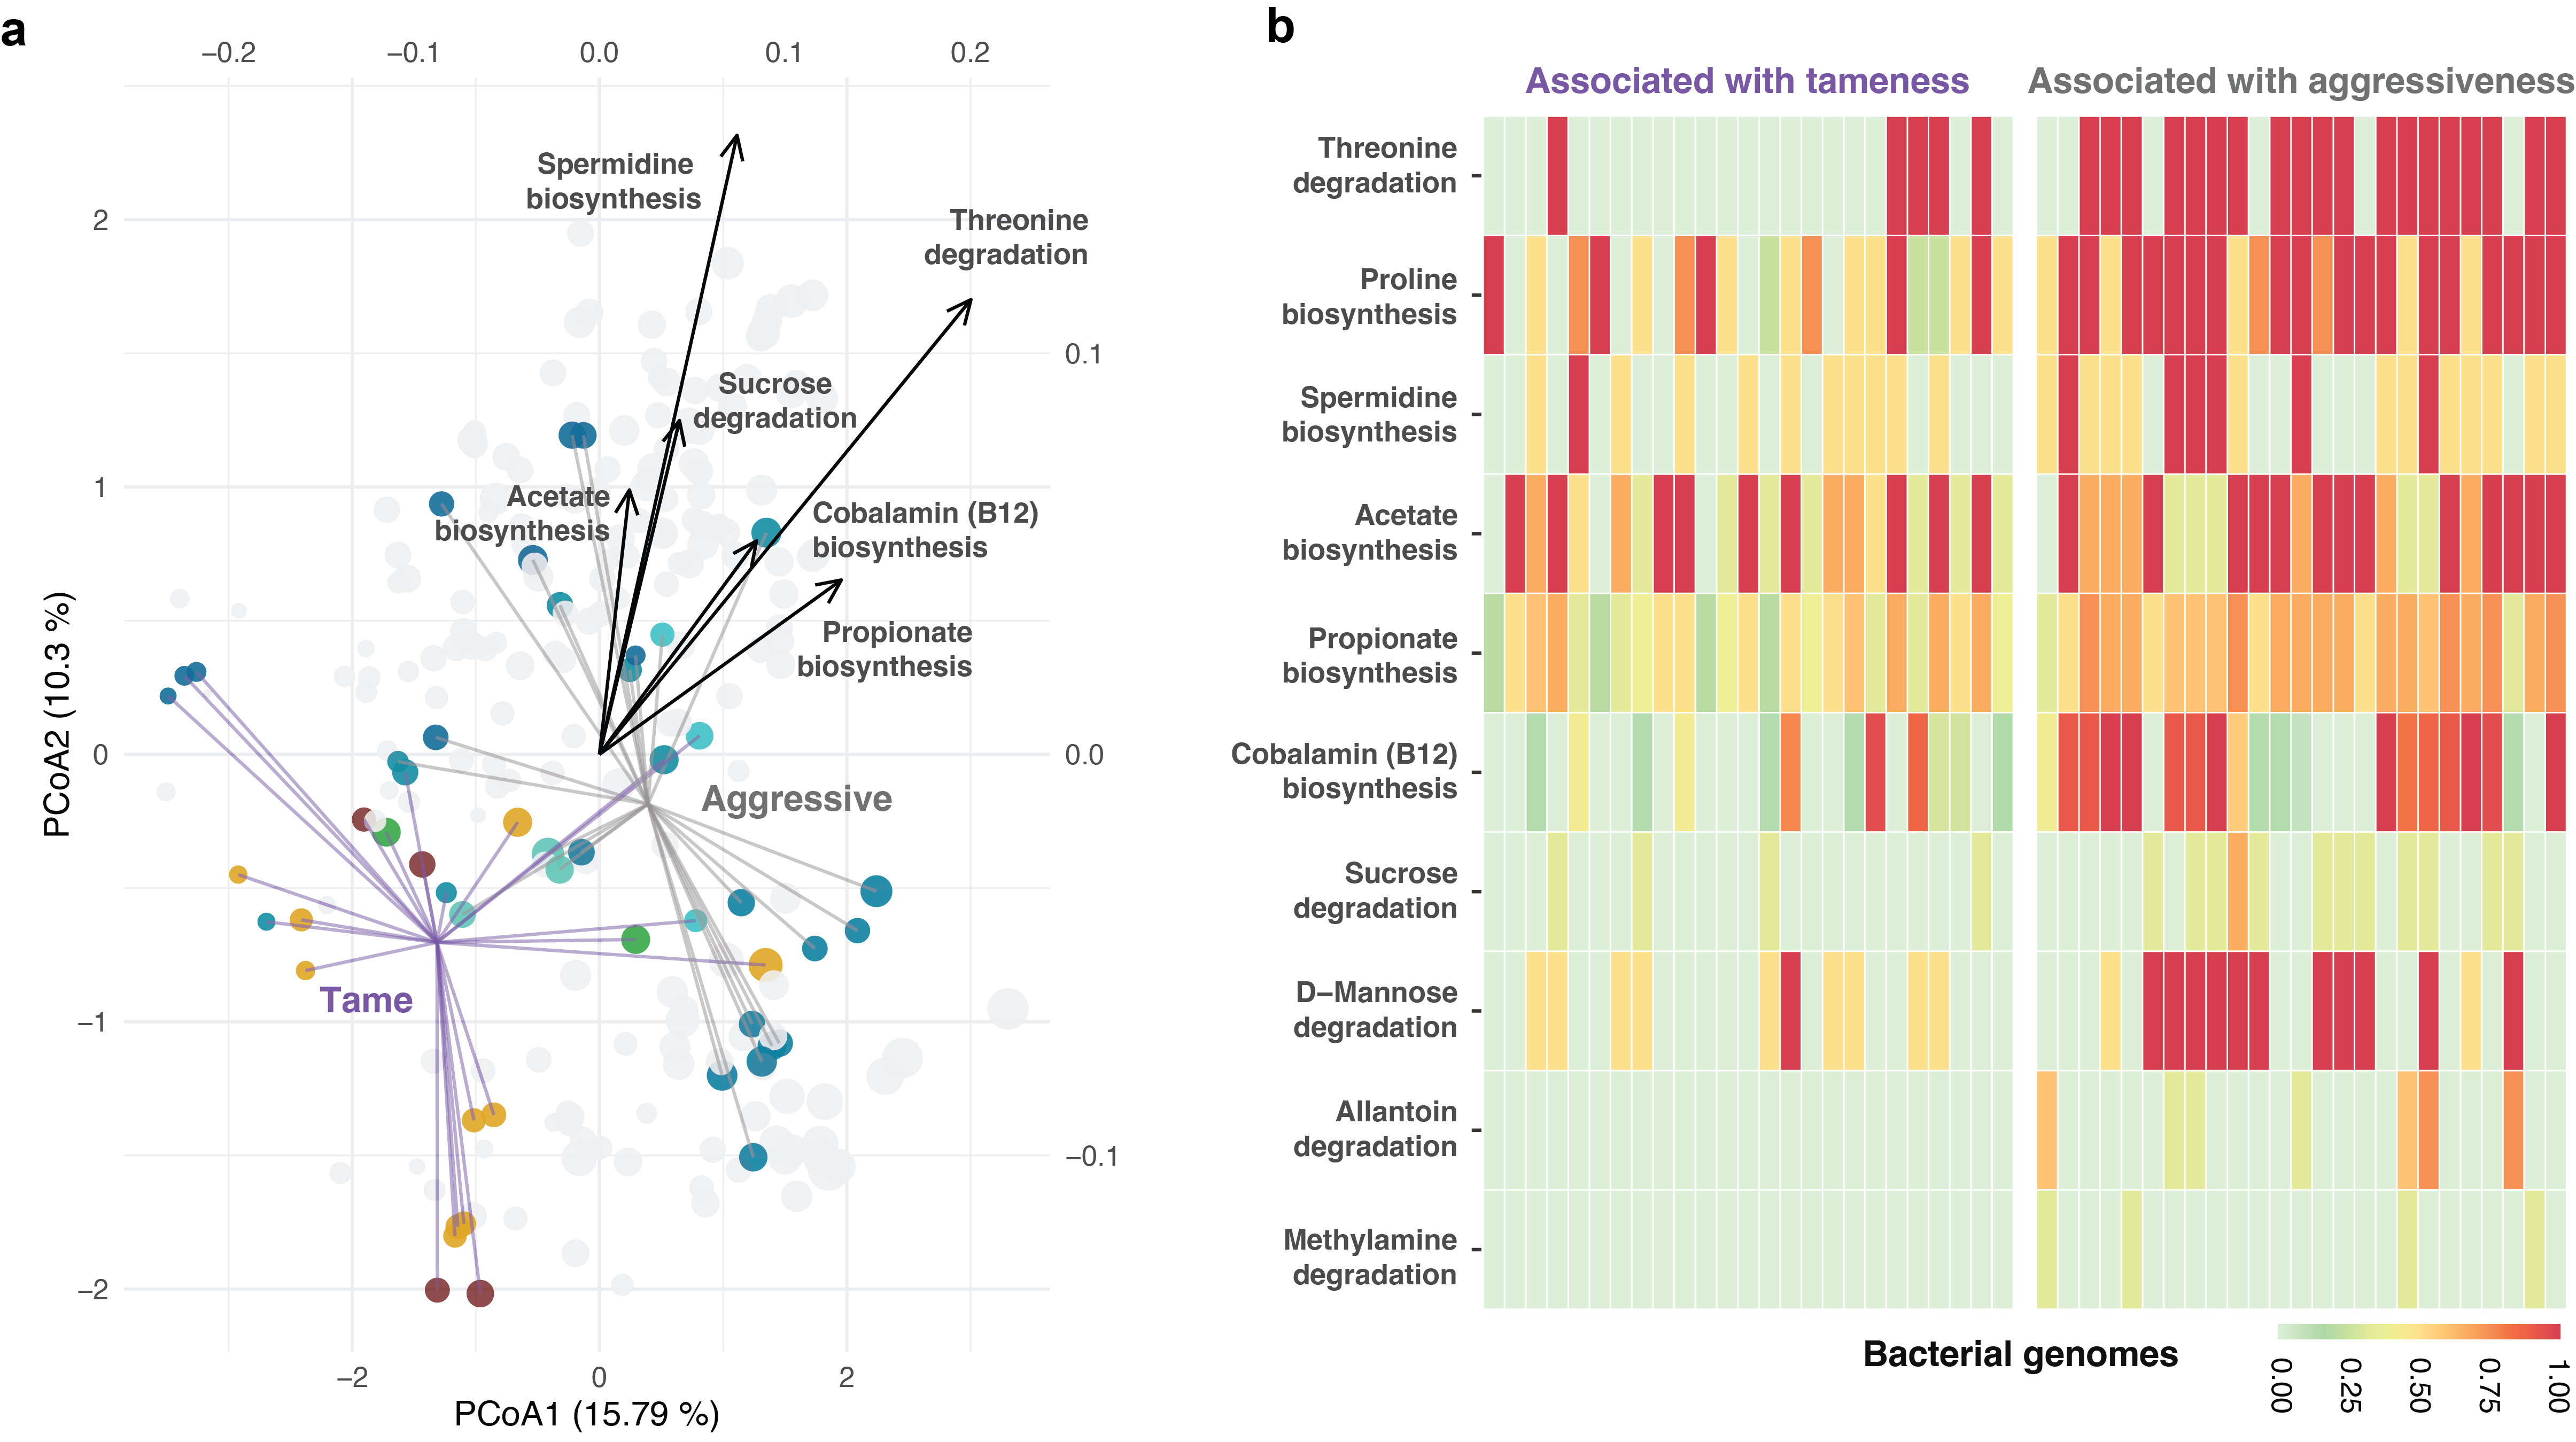 a
−0.2 −0.1 0.0 0.1 0.2
Spermidine
biosynthesis
Threonine
degradation
Sucrose
degradation
Acetate
biosynthesis
Cobalamin (B12)
biosynthesis
Propionate
biosynthesis
Aggressive
Tame
2
1
0
−1
−2
0.1
0.0
−0.1
−2 0 2
PCoA1 (15.79 %)
PCoA2 (10.3 %)
b
Associated with tameness
Associated with aggressiveness
Threonine
degradation
Proline
biosynthesis
Spermidine
biosynthesis
Acetate
biosynthesis
Propionate
biosynthesis
Cobalamin (B12)
biosynthesis
Sucrose
degradation
D−Mannose
degradation
Allantoin
degradation
Methylamine
degradation
Bacterial genomes
0.00
0.25
0.50
0.75
1.00